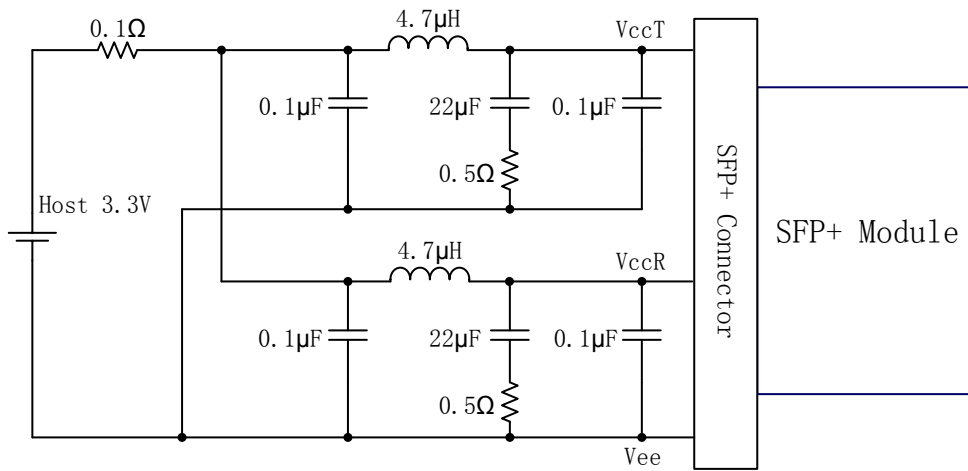 4.7μH
0.1Ω
VccT
0.1μF
22μF
0.1μF
0.5Ω
Host 3.3V
SFP+ Connector
SFP+ Module
4.7μH
VccR
0.1μF
22μF
0.1μF
0.5Ω
Vee